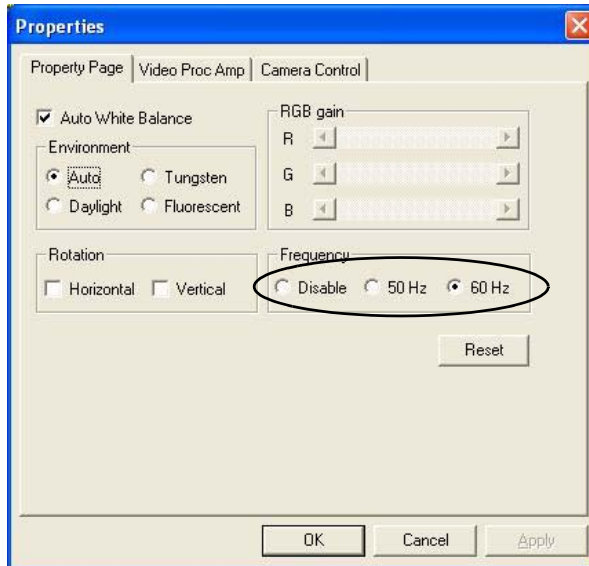 Properties
Property Page Video Proc Amp Camera Control
Auto White Balance
Environment
Auto Tungsten
Daylight Fluorescent
RGB gain
R
G
B
Rotation
Horizontal Vertical
Frequency
Disable 50 Hz 60 Hz
Reset
OK Cancel Apply